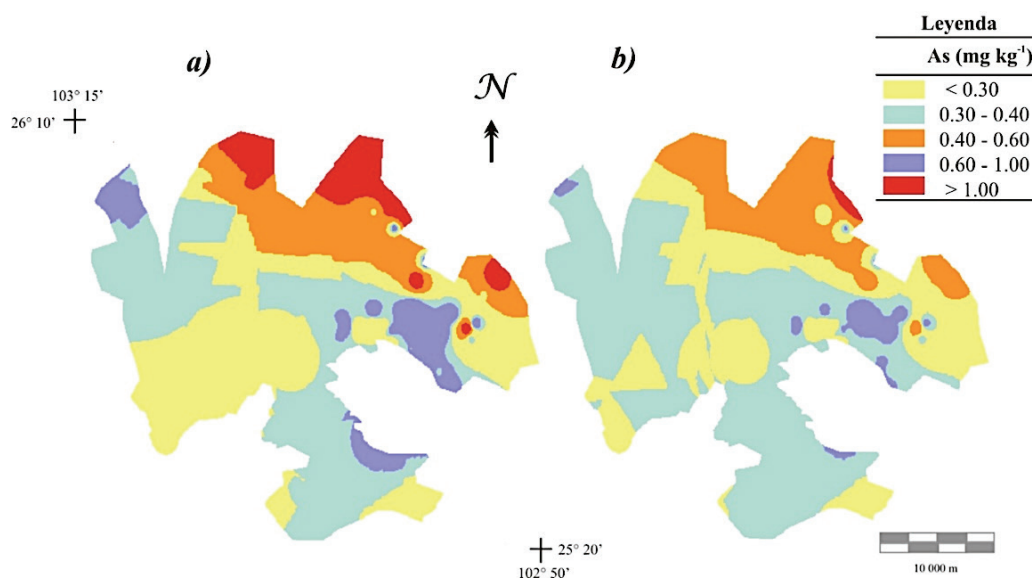 Leyenda
As (mg kg⁻¹)
< 0.30
0.30 - 0.40
0.40 - 0.60
0.60 - 1.00
> 1.00
a)
b)
N
103° 15'
26° 10'
25° 20'
102° 50'
10 000 m